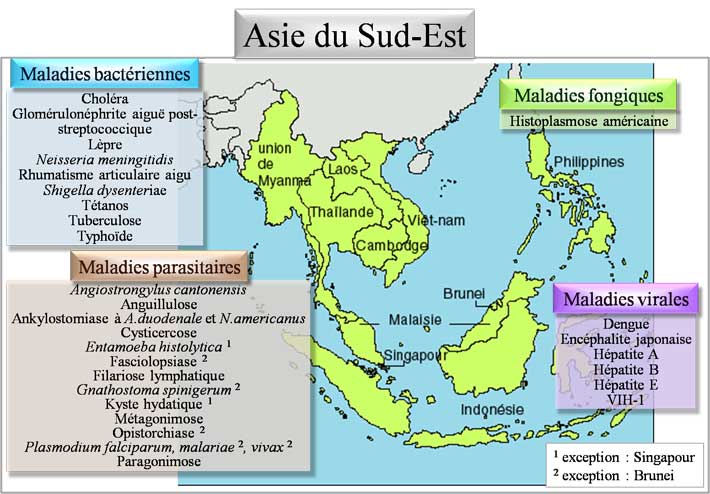 Asie du Sud-Est
Maladies bactériennes
Choléra
Glomérulonéphrite aiguë post-
streptococcique
Lèpre
Neisseria meningitidis
Rhumatisme articulaire aigu
Shigella dysenteriae
Tétanos
Tuberculose
Typhoïde
Maladies fongiques
Histoplasmose américaine
union
de
Myanma
Laos
Thaïlande
Viêt-nam
Cambodge
Philippines
Brunei
Malaisie
Singapour
Indonésie
Maladies parasitaires
Angiostrongylus cantonensis
Anguillulose
Ankylostomiase à A.duodenale et N.americanus
Cysticercose
Entamoeba histolytica ¹
Fasciolopsiase ²
Filariose lymphatique
Gnathostoma spinigerum ²
Kyste hydatique ¹
Métagonimose
Opistorchiase ²
Plasmodium falciparum, malariae ², vivax ²
Paragonimose
Maladies virales
Dengue
Encéphalite japonaise
Hépatite A
Hépatite B
Hépatite E
VIH-1
¹ exception : Singapour
² exception : Brunei